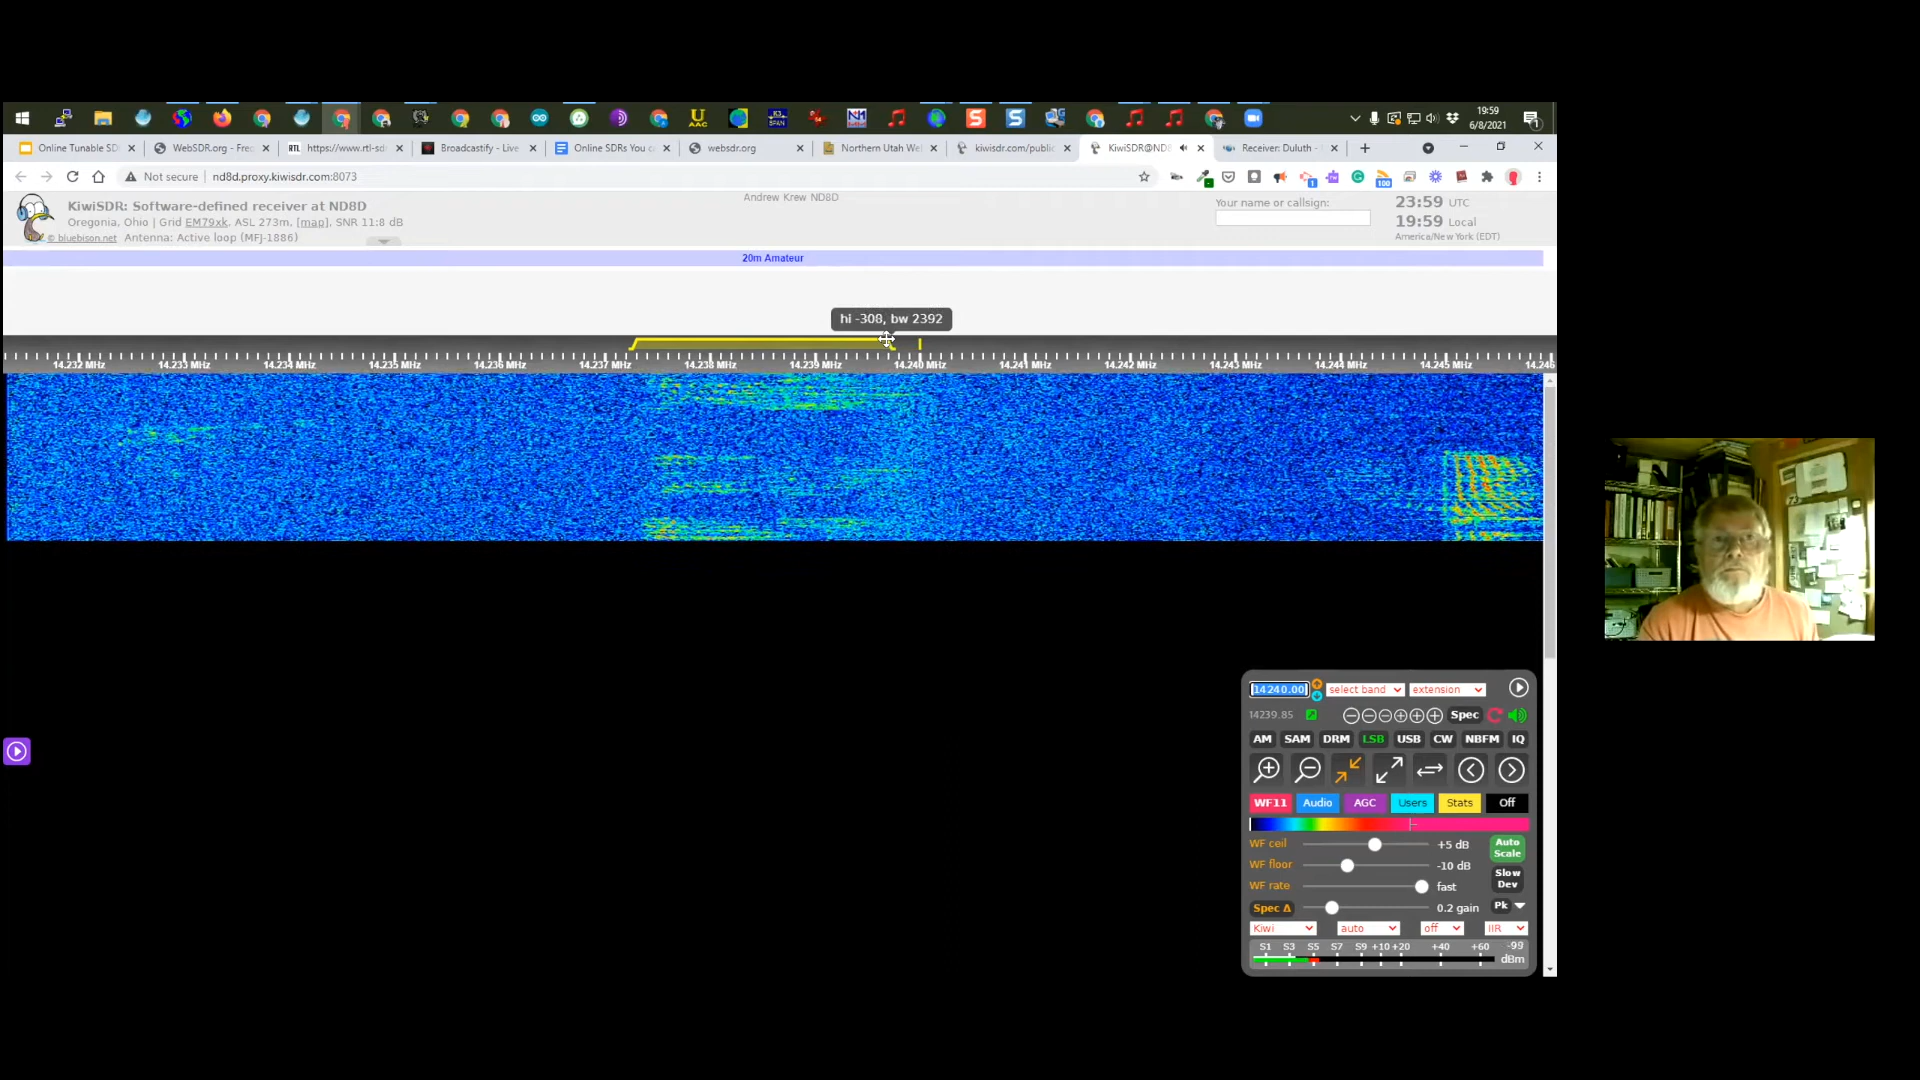 19:59
6/8/2021
Online Tunable SD
WebSDR.org - Free
https://www.rtl-sd
Broadcastify - Live
Online SDRs You c
websdr.org
Northern Utah We
kiwisdr.com/public
KiwiSDR@ND8
Receiver: Duluth -
Not secure
nd8d.proxy.kiwisdr.com:8073
KiwiSDR: Software-defined receiver at ND8D
Oregonia, Ohio | Grid EM79xk, ASL 273m, [map], SNR 11:8 dB
© bluebison.net
Antenna: Active loop (MFJ-1886)
Andrew Krew ND8D
Your name or callsign:
23:59 UTC
19:59 Local
America/New York (EDT)
20m Amateur
hi -308, bw 2392
14.232 MHz 14.233 MHz 14.234 MHz 14.235 MHz 14.236 MHz 14.237 MHz 14.238 MHz 14.239 MHz 14.240 MHz 14.241 MHz 14.242 MHz 14.243 MHz 14.244 MHz 14.245 MHz 14.246
14240.00 select band extension
14239.85 Spec
AM SAM DRM LSB USB CW NBFM IQ
WF11 Audio AGC Users Stats Off
WF ceil +5 dB Auto Scale
WF floor -10 dB
WF rate fast Slow Dev
Spec Δ 0.2 gain Pk
Kiwi auto off IIR
S1 S3 S5 S7 S9 +10 +20 +40 +60 -99 dBm